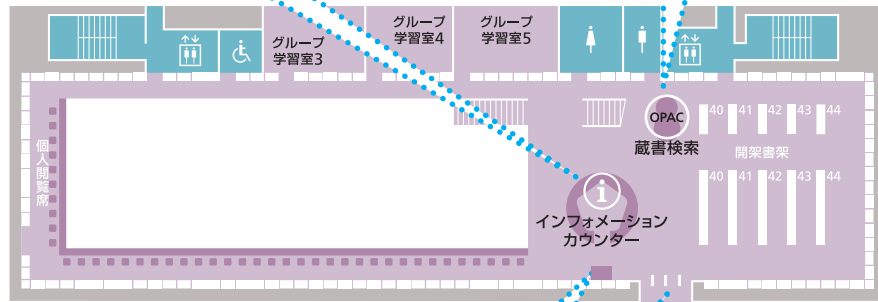 グループ
学習室3
グループ
学習室4
グループ
学習室5
OPAC
蔵書検索
40 41 42 43 44
開架書架
40 41 42 43 44
個人閲覧席
i
インフォメーション
カウンター